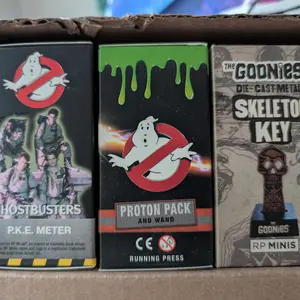 GHOSTBUSTERS
P.K.E. METER
PROTON PACK
AND WAND
CE
RUNNING PRESS
THE GOONIES
DIE-CAST METAL
SKELETON
KEY
THE
GOONIES
RP MINIS